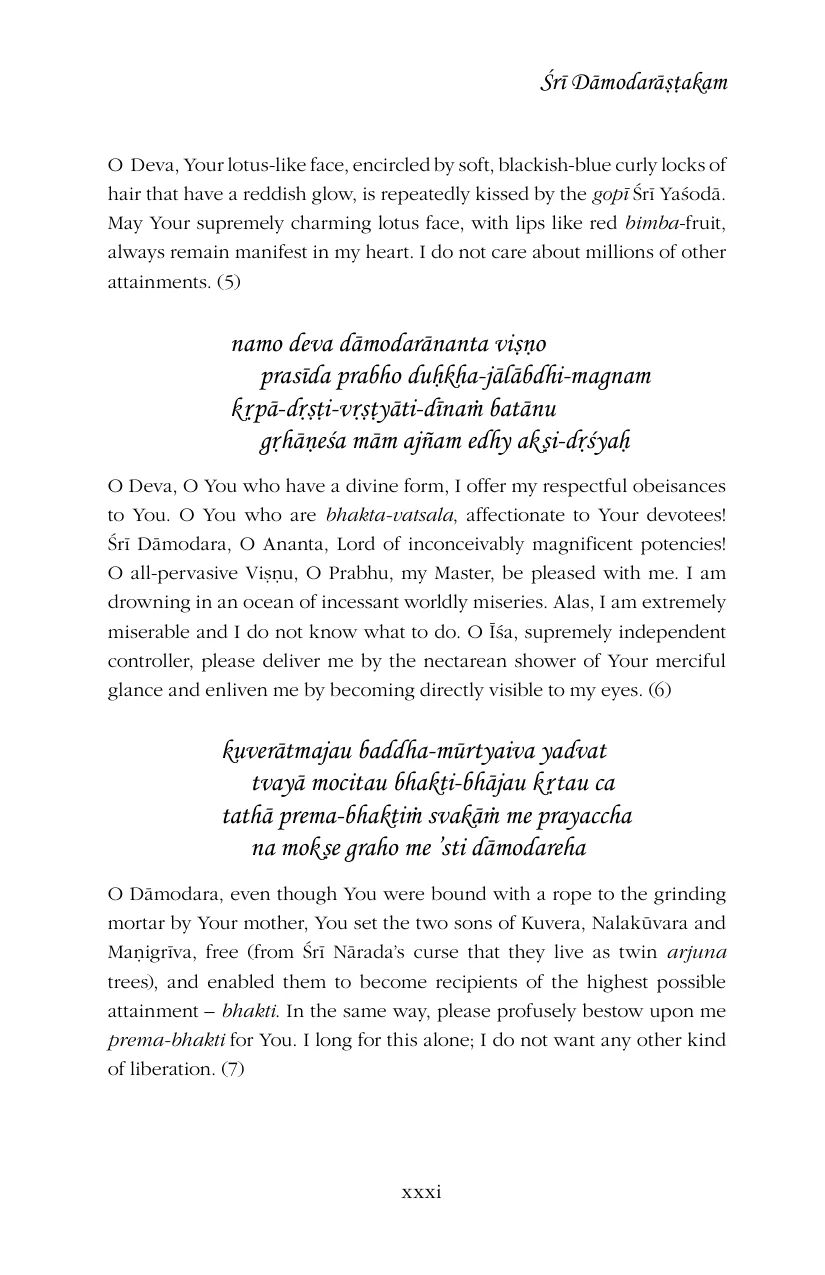 Śrī Dāmodarāṣṭakam
O Deva, Your lotus-like face, encircled by soft, blackish-blue curly locks of
hair that have a reddish glow, is repeatedly kissed by the gopī Śrī Yaśodā.
May Your supremely charming lotus face, with lips like red bimba-fruit,
always remain manifest in my heart. I do not care about millions of other
attainments. (5)
namo deva dāmodarānanta viṣṇo
prasīda prabho duḥkha-jālābdhi-magnam
kṛpā-dṛṣṭi-vṛṣṭyāti-dīnaṁ batānu
gṛhāṇeśa mām ajñam edhy akṣi-dṛśyaḥ
O Deva, O You who have a divine form, I offer my respectful obeisances
to You. O You who are bhakta-vatsala, affectionate to Your devotees!
Śrī Dāmodara, O Ananta, Lord of inconceivably magnificent potencies!
O all-pervasive Viṣṇu, O Prabhu, my Master, be pleased with me. I am
drowning in an ocean of incessant worldly miseries. Alas, I am extremely
miserable and I do not know what to do. O Īśa, supremely independent
controller, please deliver me by the nectarean shower of Your merciful
glance and enliven me by becoming directly visible to my eyes. (6)
kuverātmajau baddha-mūrtyaiva yadvat
tvayā mocitau bhakti-bhājau kṛtau ca
tathā prema-bhaktiṁ svakāṁ me prayaccha
na mokṣe graho me ’sti dāmodareha
O Dāmodara, even though You were bound with a rope to the grinding
mortar by Your mother, You set the two sons of Kuvera, Nalakūvara and
Maṇigrīva, free (from Śrī Nārada’s curse that they live as twin arjuna
trees), and enabled them to become recipients of the highest possible
attainment – bhakti. In the same way, please profusely bestow upon me
prema-bhakti for You. I long for this alone; I do not want any other kind
of liberation. (7)
xxxi